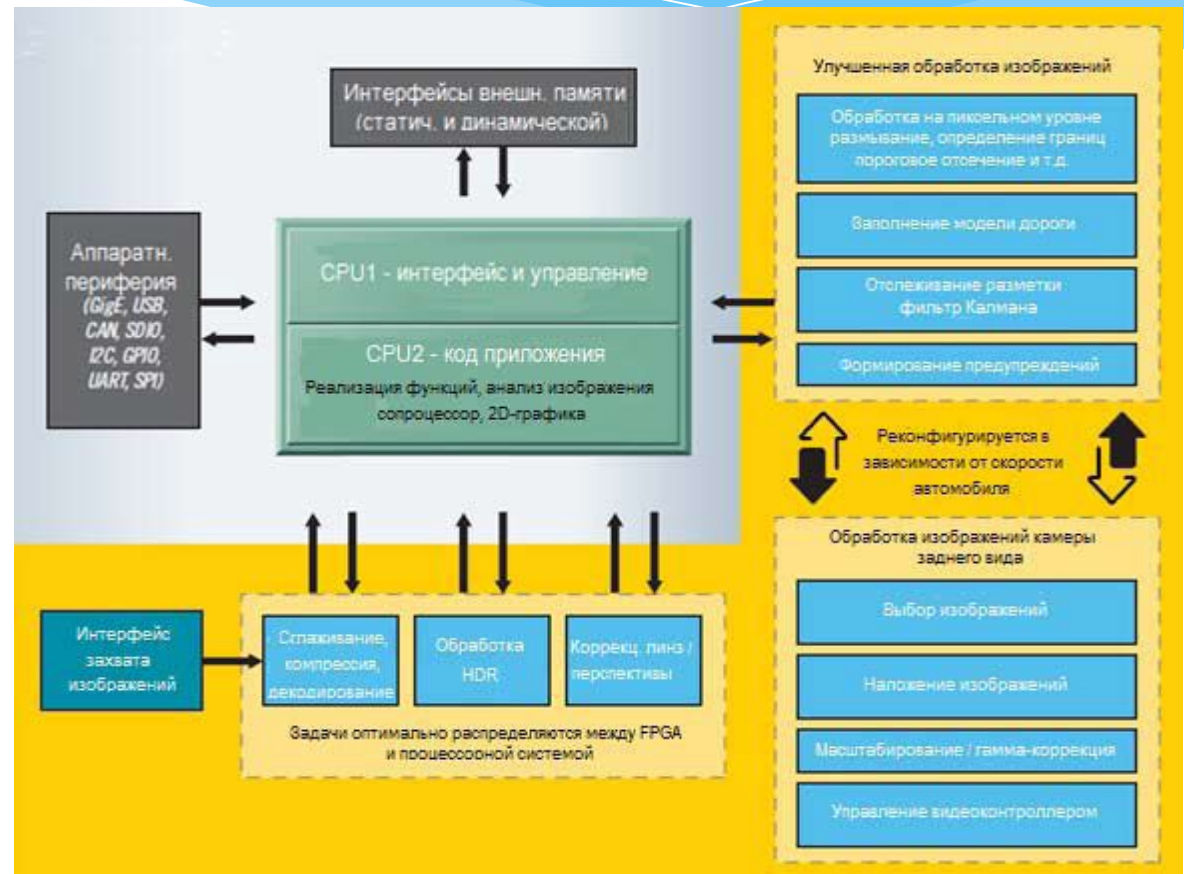 Интерфейсы внешн. памяти
(статич. и динамической)
Аппаратн.
периферия
(GigE, USB,
CAN, SDIO,
I2C, GPIO,
UART, SPI)
CPU1 - интерфейс и управление
CPU2 - код приложения
Реализация функций, анализ изображения
сопроцессор, 2D-графика
Улучшенная обработка изображений
Обработка на пиксельном уровне
размывание, определение границ
пороговое отсечение и т.д.
Заполнение модели дороги
Отслеживание разметки
фильтр Калмана
Формирование предупреждений
Реконфигурируется в
зависимости от скорости
автомобиля
Обработка изображений камеры
заднего вида
Выбор изображений
Наложение изображений
Масштабирование / гамма-коррекция
Управление видеоконтроллером
Интерфейс
захвата
изображений
Сглаживание,
компрессия,
декодирование
Обработка
HDR
Коррекц. линз /
перспективы
Задачи оптимально распределяются между FPGA
и процессорной системой